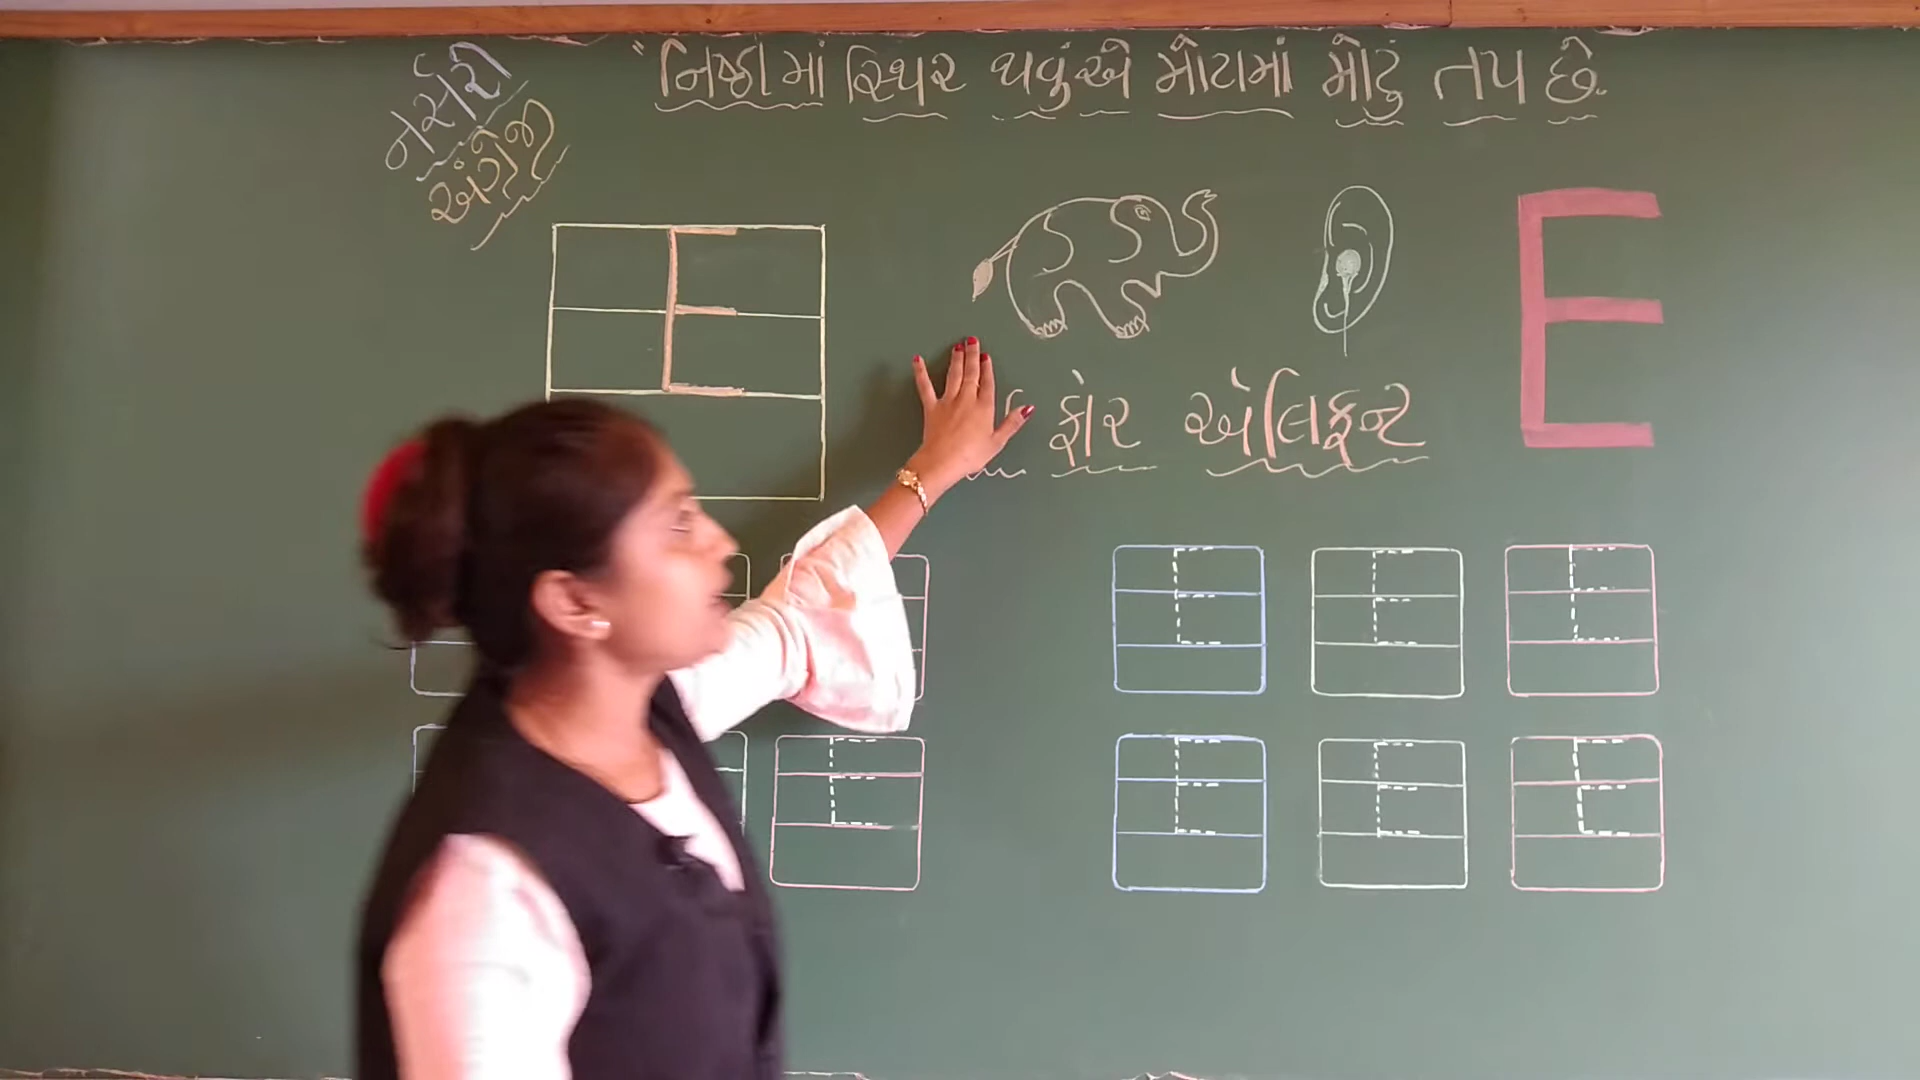 "નિષ્ઠામાં સ્થિર થવું એ મોટામાં મોટું તપ છે.
નર્સરી
અંગ્રેજી
E
E
ફોર એલિફન્ટ
E E E
E E E E